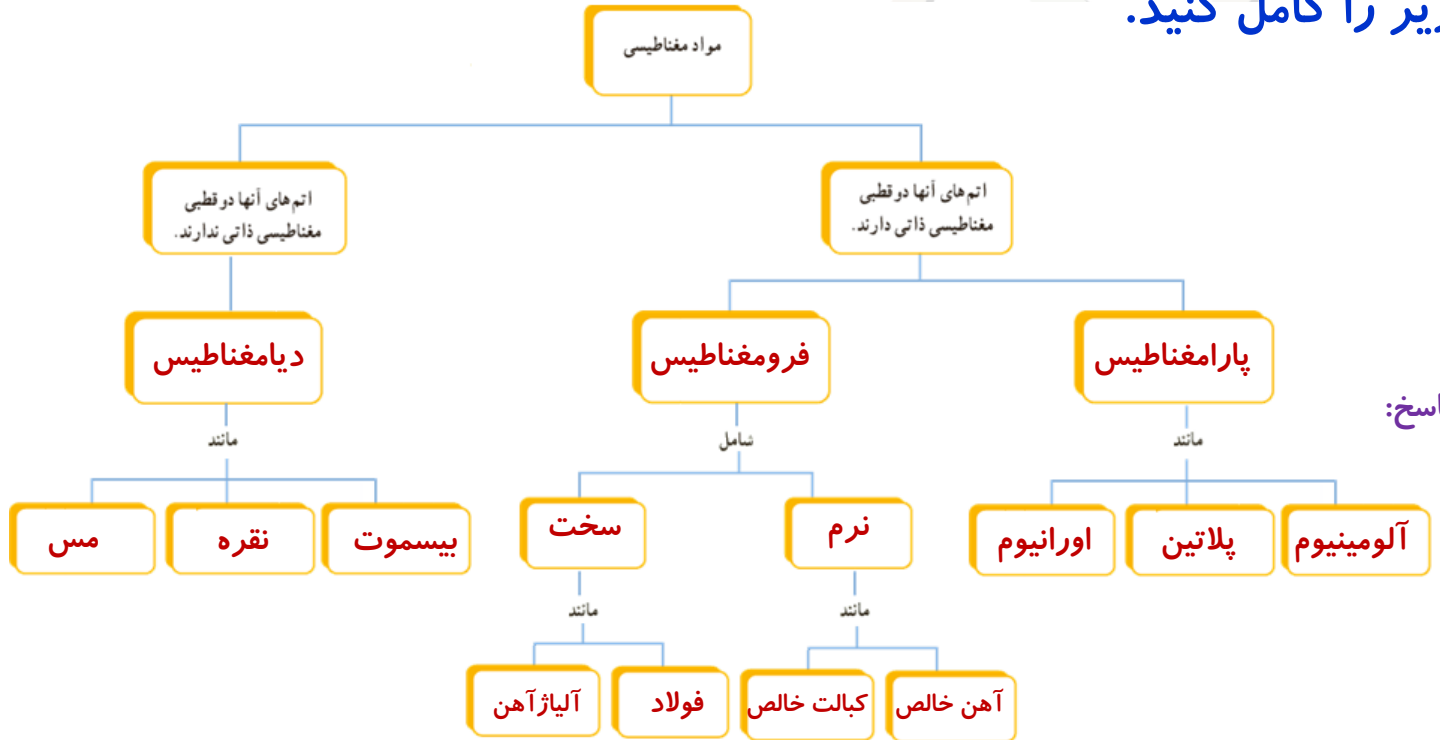 زیر را کامل کنید.
مواد مغناطیسی
اتم‌های آنها دوقطبی
مغناطیسی ذاتی دارند.
اتم‌های آنها دوقطبی
مغناطیسی ذاتی ندارند.
پارامغناطیس
فرومغناطیس
دیامغناطیس
پاسخ:
مانند
شامل
مانند
آلومینیوم
پلاتین
اورانیوم
نرم
سخت
بیسموت
نقره
مس
مانند
مانند
آهن خالص
کبالت خالص
فولاد
آلیاژآهن